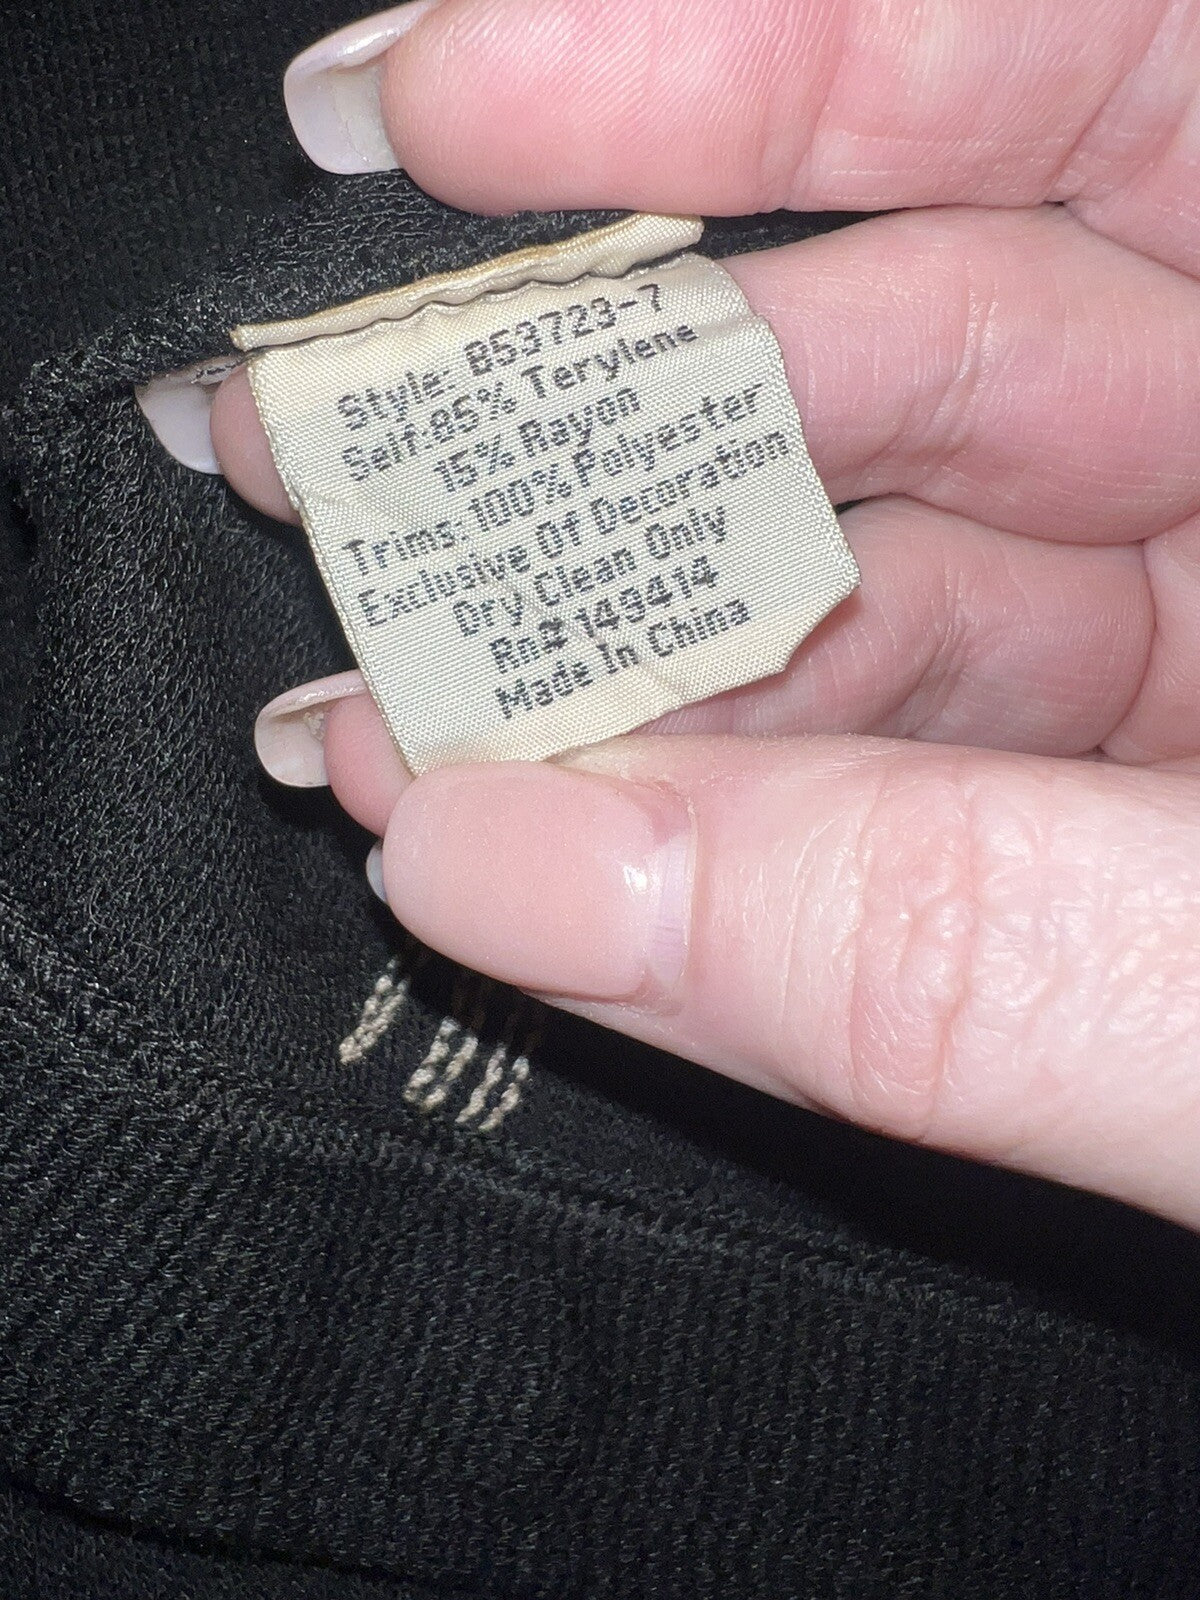 Style: B53723-7
Self:85% Terylene
15% Rayon
Trims:100%Polyester
Exclusive Of Decoration
Dry Clean Only
Rn# 149414
Made In China